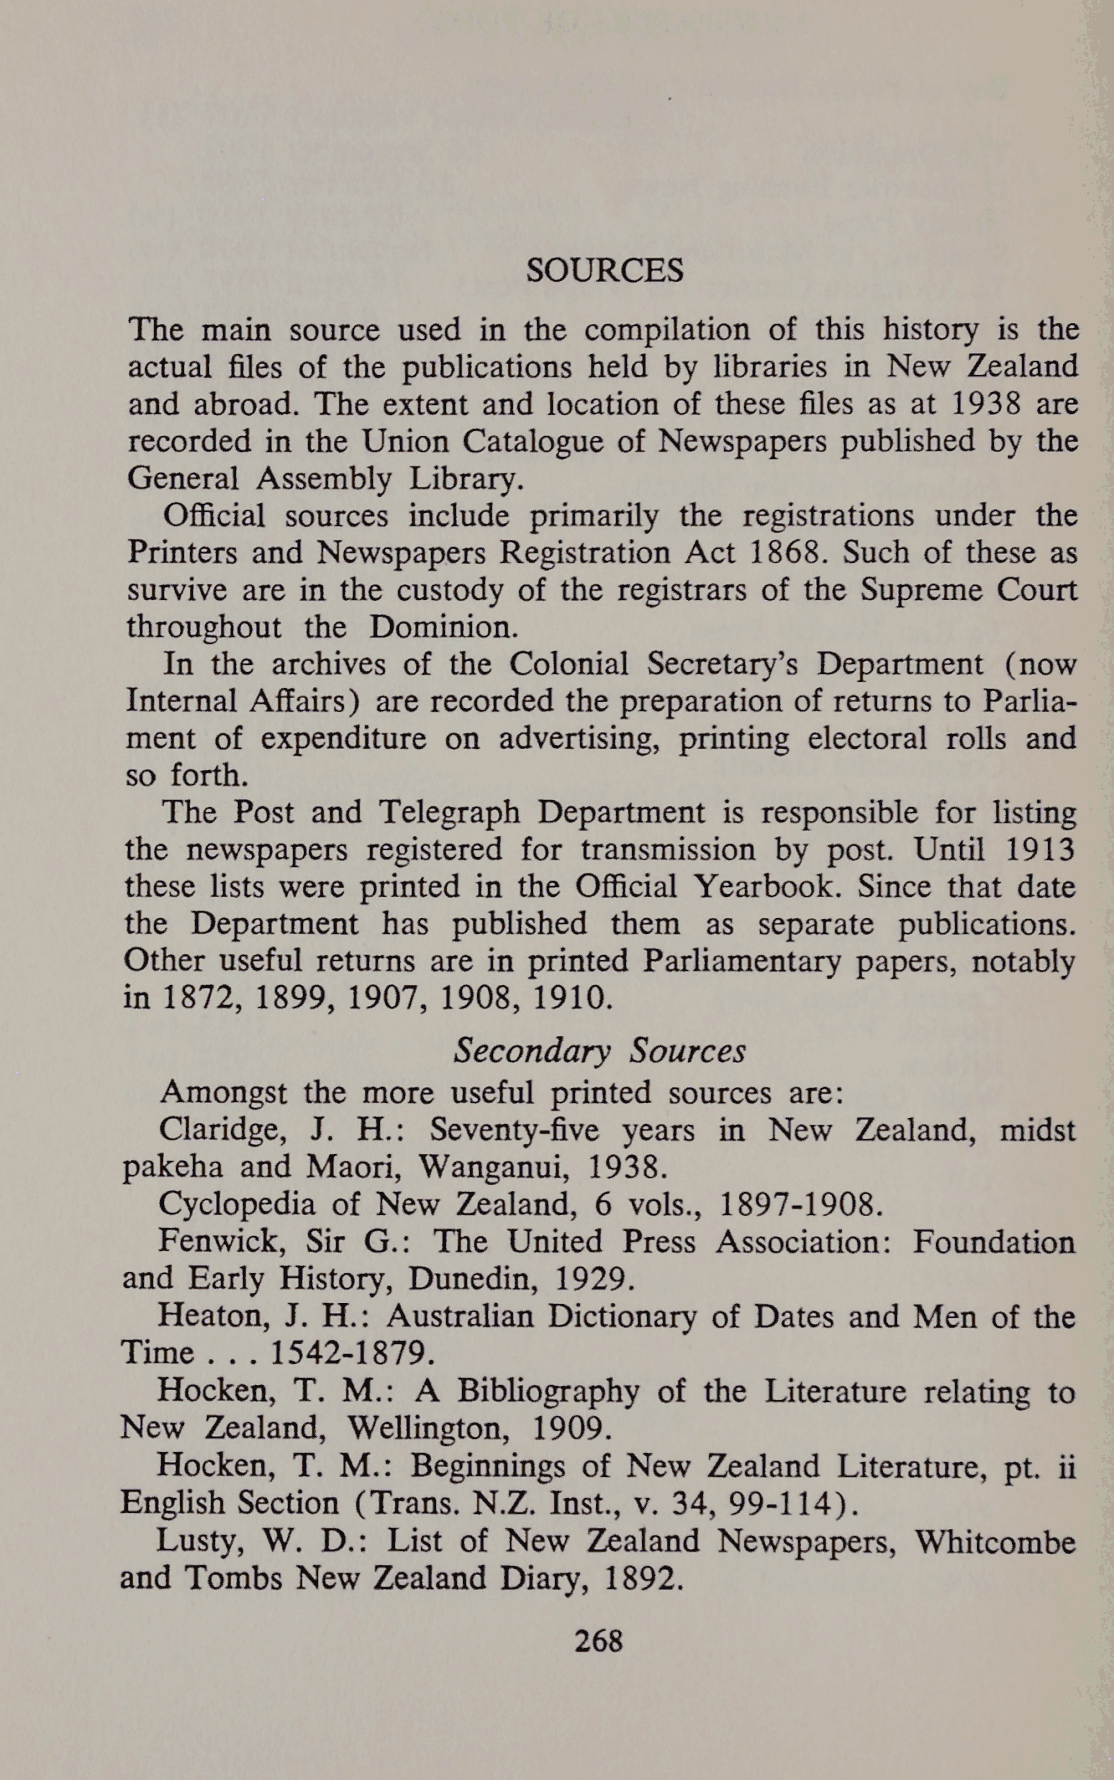 SOURCES
The main source used in the compilation of this history is the
actual files of the publications held by libraries in New Zealand
and abroad. The extent and location of these files as at 1938 are
recorded in the Union Catalogue of Newspapers published by the
General Assembly Library.
Official sources include primarily the registrations under the
Printers and Newspapers Registration Act 1868. Such of these as
survive are in the custody of the registrars of the Supreme Court
throughout the Dominion.
In the archives of the Colonial Secretary's Department (now
Internal Affairs) are recorded the preparation of returns to Parlia-
ment of expenditure on advertising, printing electoral rolls and
so forth.
The Post and Telegraph Department is responsible for listing
the newspapers registered for transmission by post. Until 1913
these lists were printed in the Official Yearbook. Since that date
the Department has published them as separate publications.
Other useful returns are in printed Parliamentary papers, notably
in 1872, 1899, 1907, 1908, 1910.
Secondary Sources
Amongst the more useful printed sources are:
Claridge, J. H.: Seventy-five years in New Zealand, midst
pakeha and Maori, Wanganui, 1938.
Cyclopedia of New Zealand, 6 vols., 1897-1908.
Fenwick, Sir G.: The United Press Association: Foundation
and Early History, Dunedin, 1929.
Heaton, J. H.: Australian Dictionary of Dates and Men of the
Time . . . 1542-1879.
Hocken, T. M.: A Bibliography of the Literature relating to
New Zealand, Wellington, 1909.
Hocken, T. M.: Beginnings of New Zealand Literature, pt. ii
English Section (Trans. N.Z. Inst., v. 34, 99-114).
Lusty, W. D.: List of New Zealand Newspapers, Whitcombe
and Tombs New Zealand Diary, 1892.
268